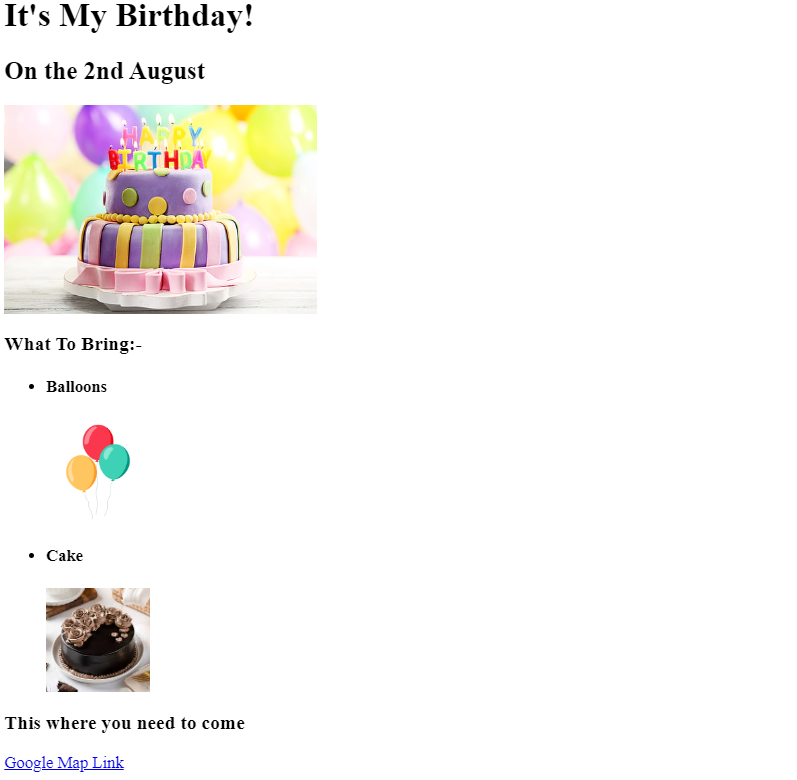 It's My Birthday!
On the 2nd August
HAPPY
BIRTHDAY
What To Bring:-
Balloons
Cake
This where you need to come
Google Map Link